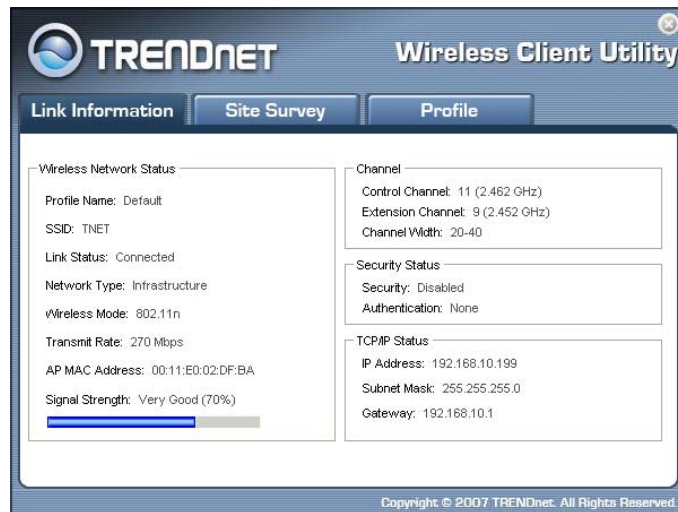 TRENDnet
Wireless Client Utility
Link Information
Site Survey
Profile
Wireless Network Status
Profile Name: Default
SSID: TNET
Link Status: Connected
Network Type: Infrastructure
Wireless Mode: 802.11n
Transmit Rate: 270 Mbps
AP MAC Address: 00:11:E0:02:DF:BA
Signal Strength: Very Good (70%)
Channel
Control Channel: 11 (2.462 GHz)
Extension Channel: 9 (2.452 GHz)
Channel Width: 20-40
Security Status
Security: Disabled
Authentication: None
TCP/IP Status
IP Address: 192.168.10.199
Subnet Mask: 255.255.255.0
Gateway: 192.168.10.1
Copyright © 2007 TRENDnet. All Rights Reserved.